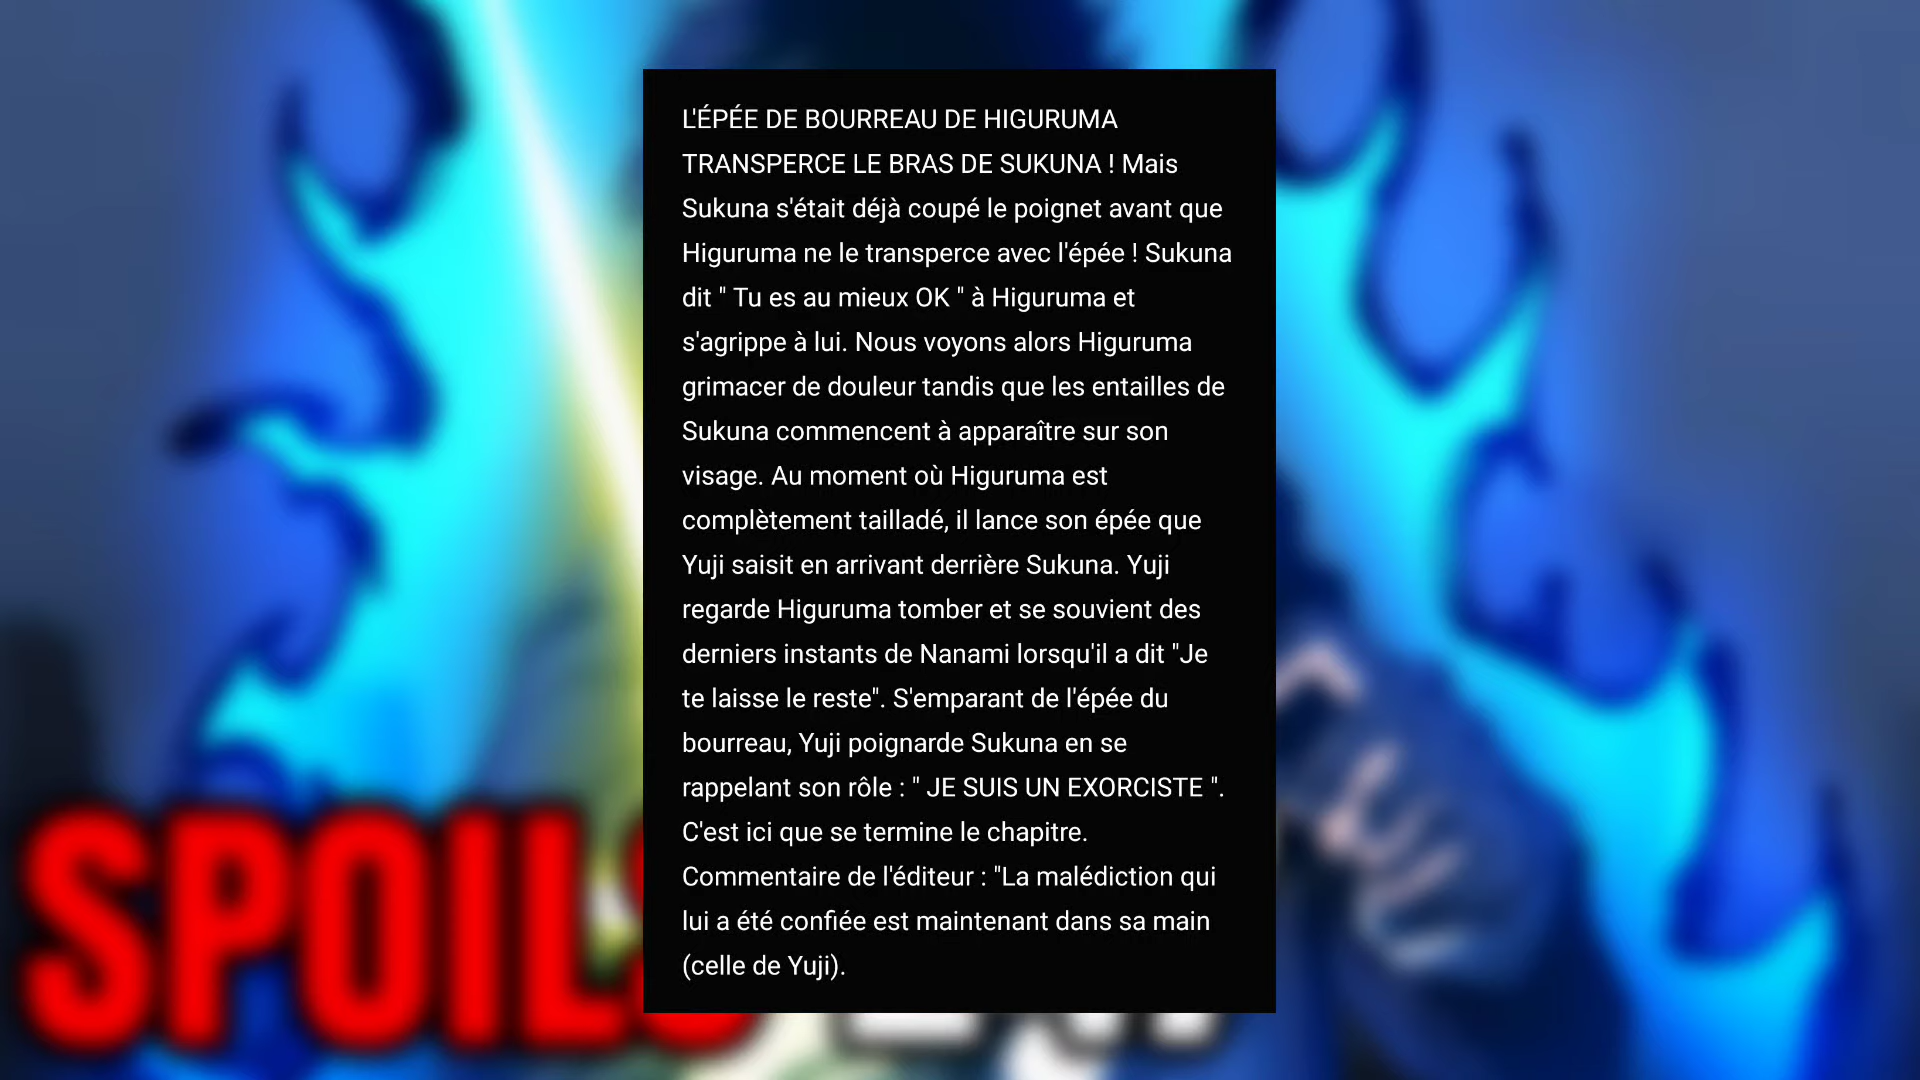 L'ÉPÉE DE BOURREAU DE HIGURUMA
TRANSPERCE LE BRAS DE SUKUNA ! Mais
Sukuna s'était déjà coupé le poignet avant que
Higuruma ne le transperce avec l'épée ! Sukuna
dit " Tu es au mieux OK " à Higuruma et
s'agrippe à lui. Nous voyons alors Higuruma
grimacer de douleur tandis que les entailles de
Sukuna commencent à apparaître sur son
visage. Au moment où Higuruma est
complètement tailladé, il lance son épée que
Yuji saisit en arrivant derrière Sukuna. Yuji
regarde Higuruma tomber et se souvient des
derniers instants de Nanami lorsqu'il a dit "Je
te laisse le reste". S'emparant de l'épée du
bourreau, Yuji poignarde Sukuna en se
rappelant son rôle : " JE SUIS UN EXORCISTE ".
C'est ici que se termine le chapitre.
Commentaire de l'éditeur : "La malédiction qui
lui a été confiée est maintenant dans sa main
(celle de Yuji).
SPOILS